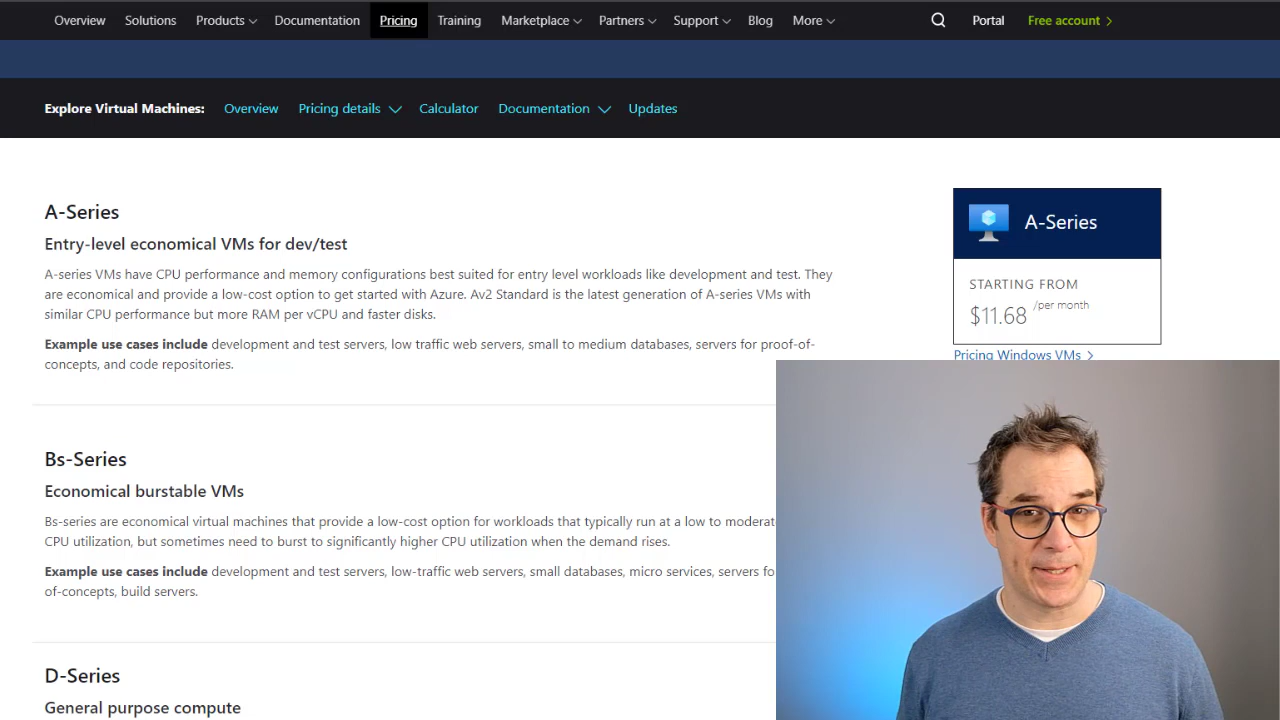 Overview Solutions Products Documentation Pricing Training Marketplace Partners Support Blog More Portal Free account
Explore Virtual Machines: Overview Pricing details Calculator Documentation Updates
A-Series
Entry-level economical VMs for dev/test
A-series VMs have CPU performance and memory configurations best suited for entry level workloads like development and test. They
are economical and provide a low-cost option to get started with Azure. Av2 Standard is the latest generation of A-series VMs with
similar CPU performance but more RAM per vCPU and faster disks.
Example use cases include development and test servers, low traffic web servers, small to medium databases, servers for proof-of-
concepts, and code repositories.
A-Series
STARTING FROM
$11.68 /per month
Pricing Windows VMs
Bs-Series
Economical burstable VMs
Bs-series are economical virtual machines that provide a low-cost option for workloads that typically run at a low to moderat
CPU utilization, but sometimes need to burst to significantly higher CPU utilization when the demand rises.
Example use cases include development and test servers, low-traffic web servers, small databases, micro services, servers fo
of-concepts, build servers.
D-Series
General purpose compute